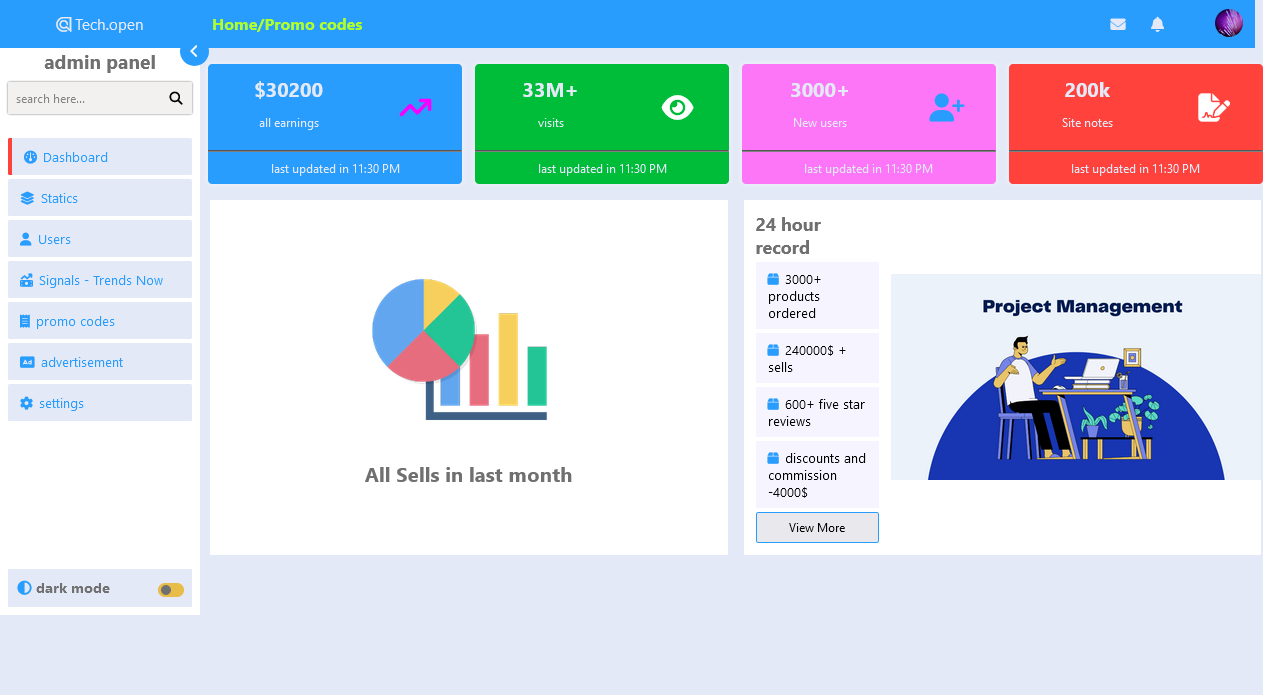 Tech.open
Home/Promo codes
admin panel
search here...
Dashboard
Statics
Users
Signals - Trends Now
promo codes
Ad
advertisement
settings
dark mode
$30200
all earnings
last updated in 11:30 PM
33M+
visits
last updated in 11:30 PM
3000+
New users
last updated in 11:30 PM
200k
Site notes
last updated in 11:30 PM
All Sells in last month
24 hour
record
3000+
products
ordered
240000$ +
sells
600+ five star
reviews
discounts and
commission
-4000$
View More
Project Management